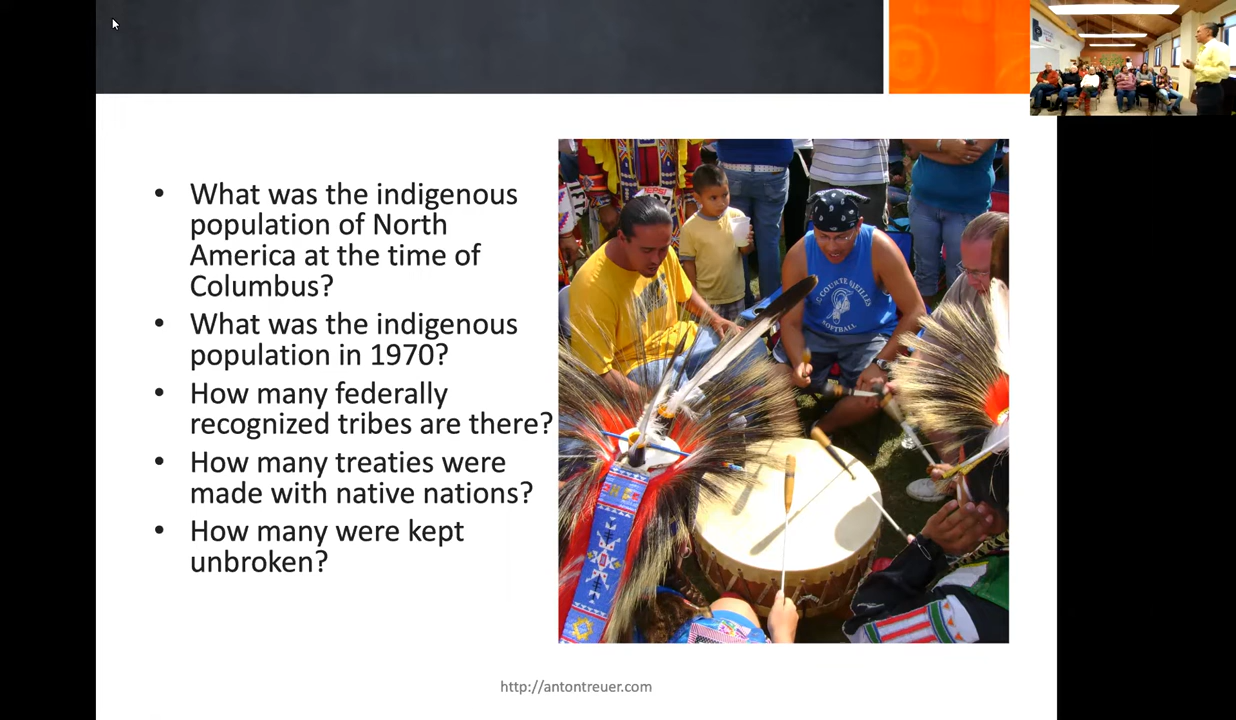 • What was the indigenous
population of North
America at the time of
Columbus?
• What was the indigenous
population in 1970?
• How many federally
recognized tribes are there?
• How many treaties were
made with native nations?
• How many were kept
unbroken?
PEPSI
SOFTBALL
http://antontreuer.com